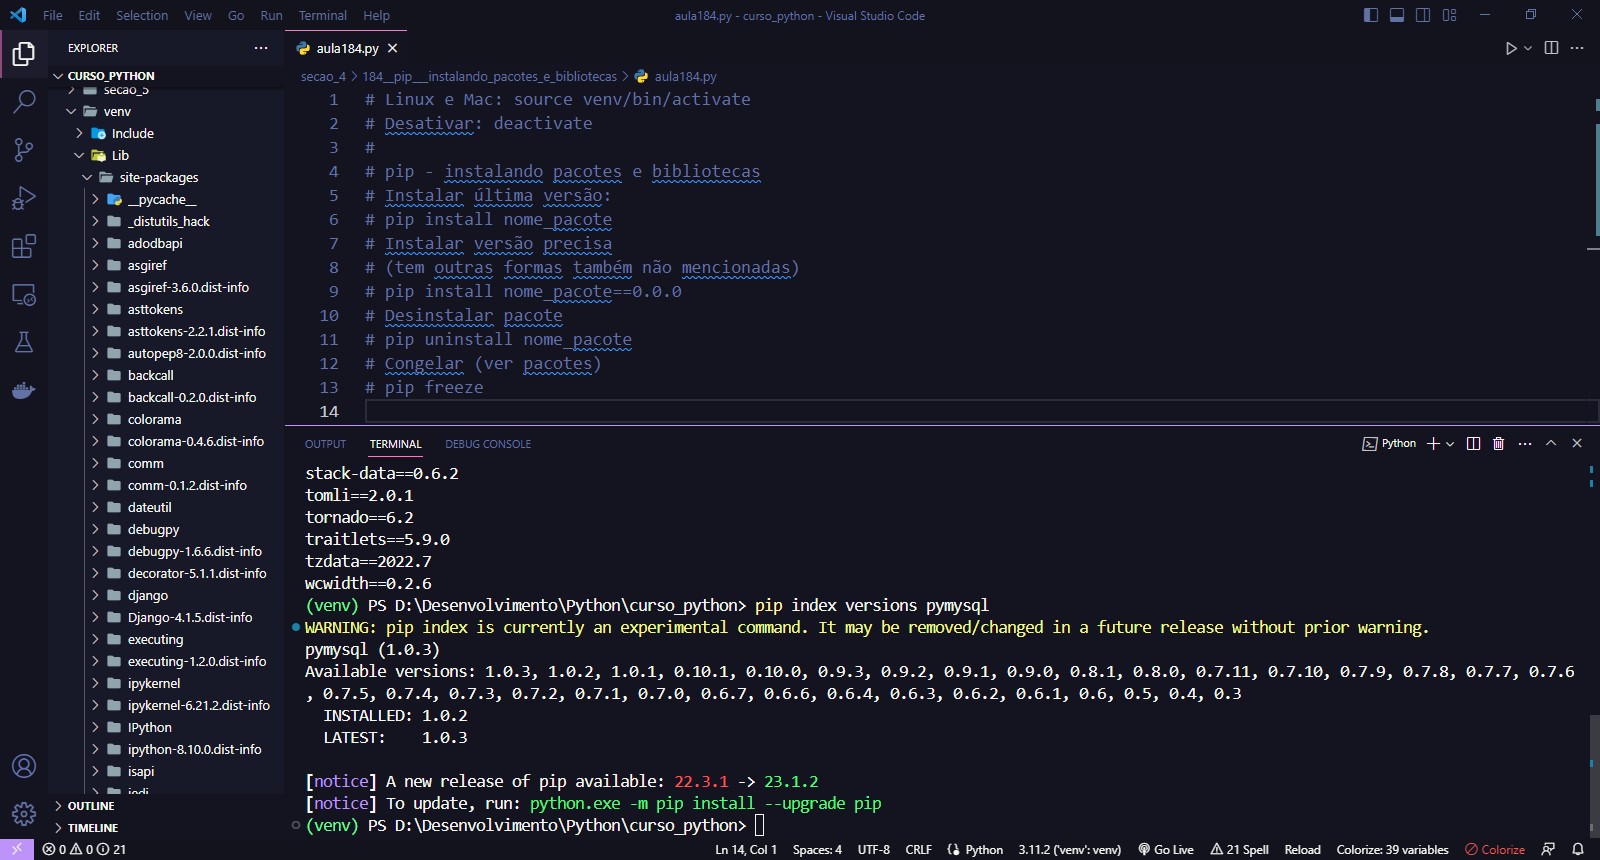 File Edit Selection View Go Run Terminal Help
aula184.py - curso_python - Visual Studio Code
EXPLORER
CURSO_PYTHON
secao_5
venv
Include
Lib
site-packages
__pycache__
_distutils_hack
adodbapi
asgiref
asgiref-3.6.0.dist-info
asttokens
asttokens-2.2.1.dist-info
autopep8-2.0.0.dist-info
backcall
backcall-0.2.0.dist-info
colorama
colorama-0.4.6.dist-info
comm
comm-0.1.2.dist-info
dateutil
debugpy
debugpy-1.6.6.dist-info
decorator-5.1.1.dist-info
django
Django-4.1.5.dist-info
executing
executing-1.2.0.dist-info
ipykernel
ipykernel-6.21.2.dist-info
IPython
ipython-8.10.0.dist-info
isapi
jedi
OUTLINE
TIMELINE
aula184.py
secao_4 > 184__pip___instalando_pacotes_e_bibliotecas > aula184.py
1 # Linux e Mac: source venv/bin/activate
2 # Desativar: deactivate
3 #
4 # pip - instalando pacotes e bibliotecas
5 # Instalar última versão:
6 # pip install nome_pacote
7 # Instalar versão precisa
8 # (tem outras formas também não mencionadas)
9 # pip install nome_pacote==0.0.0
10 # Desinstalar pacote
11 # pip uninstall nome_pacote
12 # Congelar (ver pacotes)
13 # pip freeze
14
OUTPUT TERMINAL DEBUG CONSOLE
Python
stack-data==0.6.2
tomli==2.0.1
tornado==6.2
traitlets==5.9.0
tzdata==2022.7
wcwidth==0.2.6
(venv) PS D:\Desenvolvimento\Python\curso_python> pip index versions pymysql
WARNING: pip index is currently an experimental command. It may be removed/changed in a future release without prior warning.
pymysql (1.0.3)
Available versions: 1.0.3, 1.0.2, 1.0.1, 0.10.1, 0.10.0, 0.9.3, 0.9.2, 0.9.1, 0.9.0, 0.8.1, 0.8.0, 0.7.11, 0.7.10, 0.7.9, 0.7.8, 0.7.7, 0.7.6
, 0.7.5, 0.7.4, 0.7.3, 0.7.2, 0.7.1, 0.7.0, 0.6.7, 0.6.6, 0.6.4, 0.6.3, 0.6.2, 0.6.1, 0.6, 0.5, 0.4, 0.3
INSTALLED: 1.0.2
LATEST: 1.0.3
[notice] A new release of pip available: 22.3.1 -> 23.1.2
[notice] To update, run: python.exe -m pip install --upgrade pip
(venv) PS D:\Desenvolvimento\Python\curso_python>
0 0 21
Ln 14, Col 1 Spaces: 4 UTF-8 CRLF Python 3.11.2 ('venv': venv) Go Live 21 Spell Reload Colorize: 39 variables Colorize